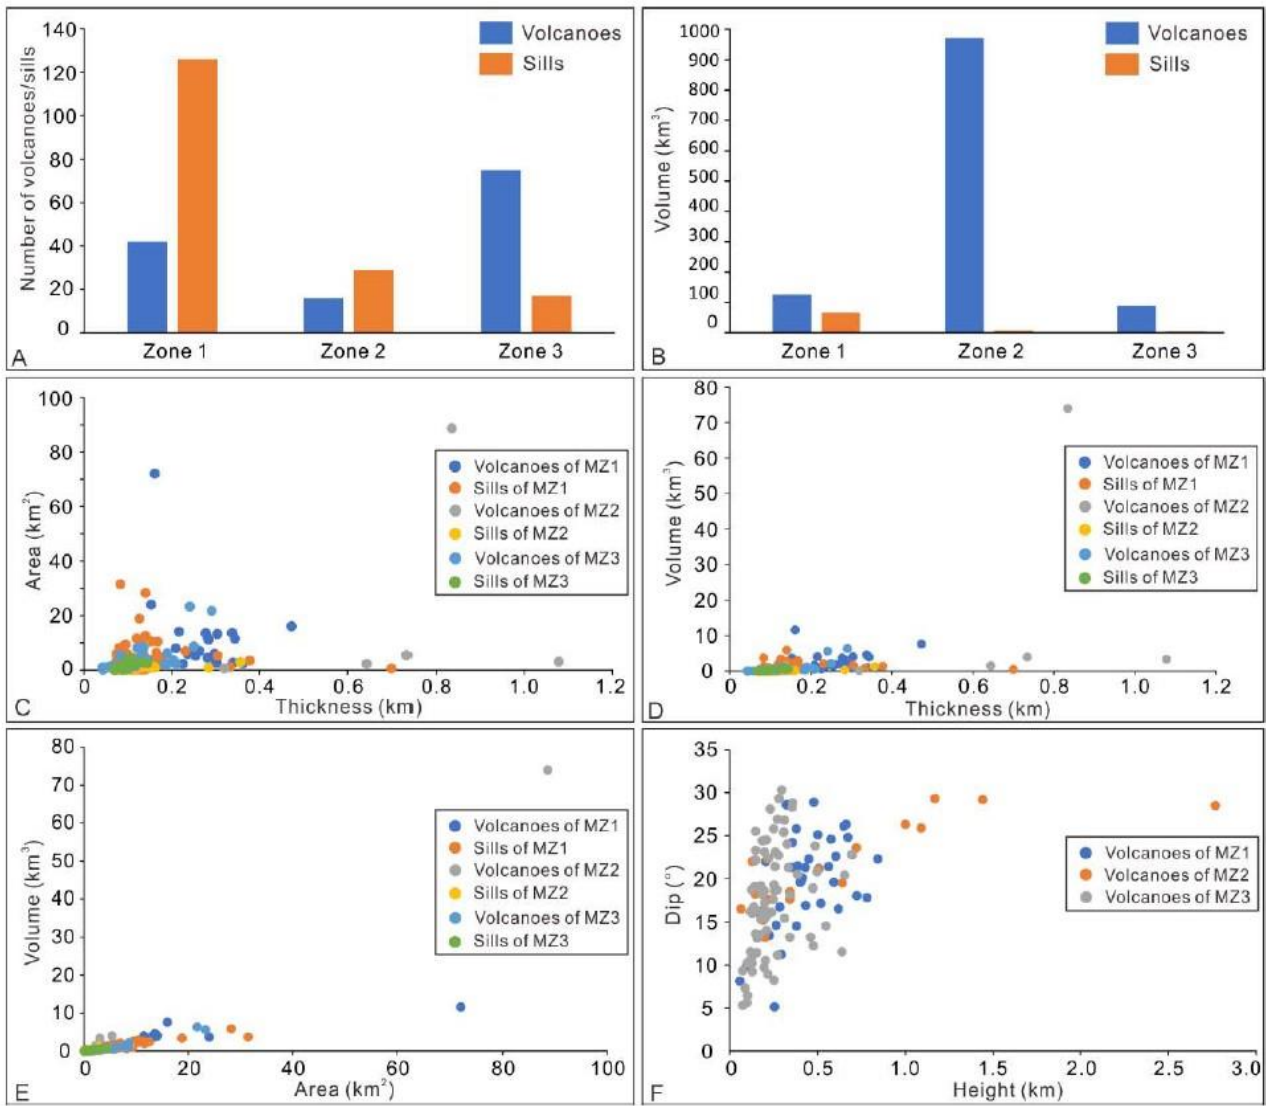 140
120
100
80
60
40
20
0
Number of volcanoes/sills
Volcanoes
Sills
Zone 1 Zone 2 Zone 3
A
1000
900
800
700
600
500
400
300
200
100
0
Volume (km³)
Volcanoes
Sills
Zone 1 Zone 2 Zone 3
B
100
80
60
40
20
0
Area (km²)
Volcanoes of MZ1
Sills of MZ1
Volcanoes of MZ2
Sills of MZ2
Volcanoes of MZ3
Sills of MZ3
0 0.2 0.4 0.6 0.8 1.0 1.2
Thickness (km)
C
80
70
60
50
40
30
20
10
0
Volume (km³)
Volcanoes of MZ1
Sills of MZ1
Volcanoes of MZ2
Sills of MZ2
Volcanoes of MZ3
Sills of MZ3
0 0.2 0.4 0.6 0.8 1.0 1.2
Thickness (km)
D
80
70
60
50
40
30
20
10
0
Volume (km³)
Volcanoes of MZ1
Sills of MZ1
Volcanoes of MZ2
Sills of MZ2
Volcanoes of MZ3
Sills of MZ3
0 20 40 60 80 100
Area (km²)
E
35
30
25
20
15
10
5
0
Dip (°)
Volcanoes of MZ1
Volcanoes of MZ2
Volcanoes of MZ3
0 0.5 1.0 1.5 2.0 2.5 3.0
Height (km)
F